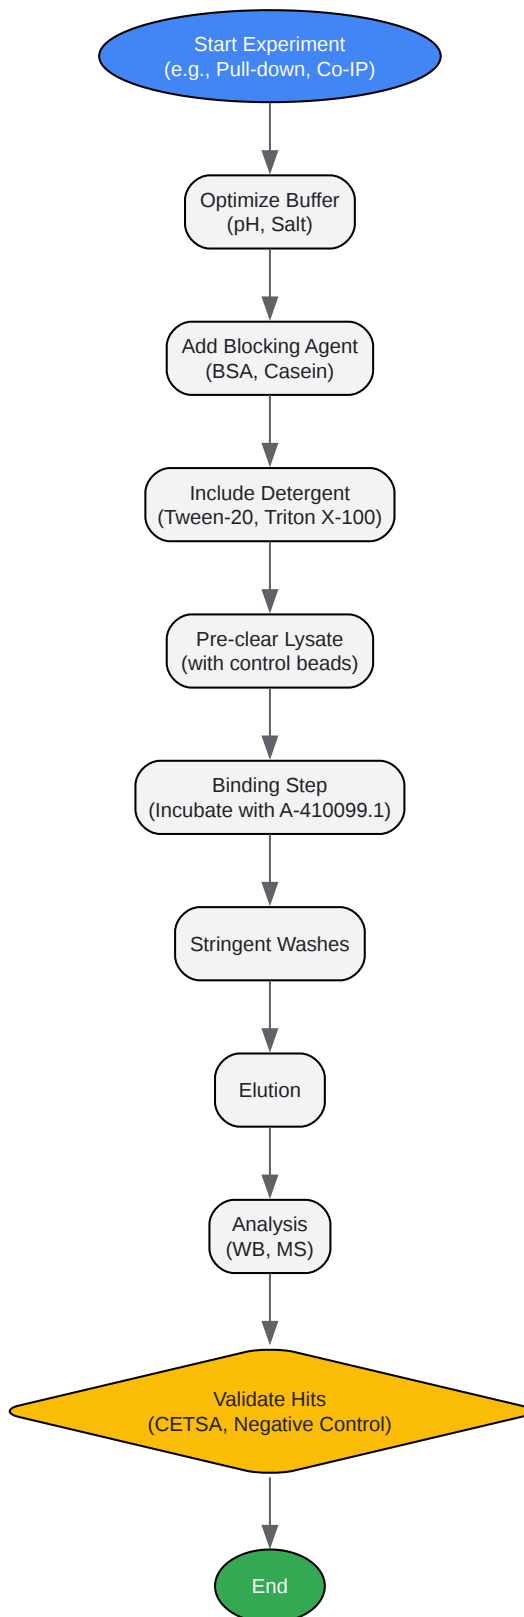 Start Experiment
(e.g., Pull-down, Co-IP)
Optimize Buffer
(pH, Salt)
Add Blocking Agent
(BSA, Casein)
Include Detergent
(Tween-20, Triton X-100)
Pre-clear Lysate
(with control beads)
Binding Step
(Incubate with A-410099.1)
Stringent Washes
Elution
Analysis
(WB, MS)
Validate Hits
(CETSA, Negative Control)
End